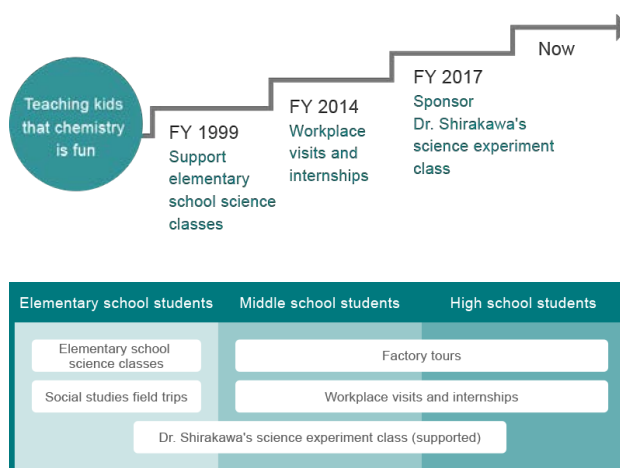 Teaching kids
that chemistry
is fun
FY 1999
Support
elementary
school science
classes
FY 2014
Workplace
visits and
internships
FY 2017
Sponsor
Dr. Shirakawa's
science experiment
class
Now
Elementary school students
Middle school students
High school students
Elementary school
science classes
Factory tours
Social studies field trips
Workplace visits and internships
Dr. Shirakawa's science experiment class (supported)